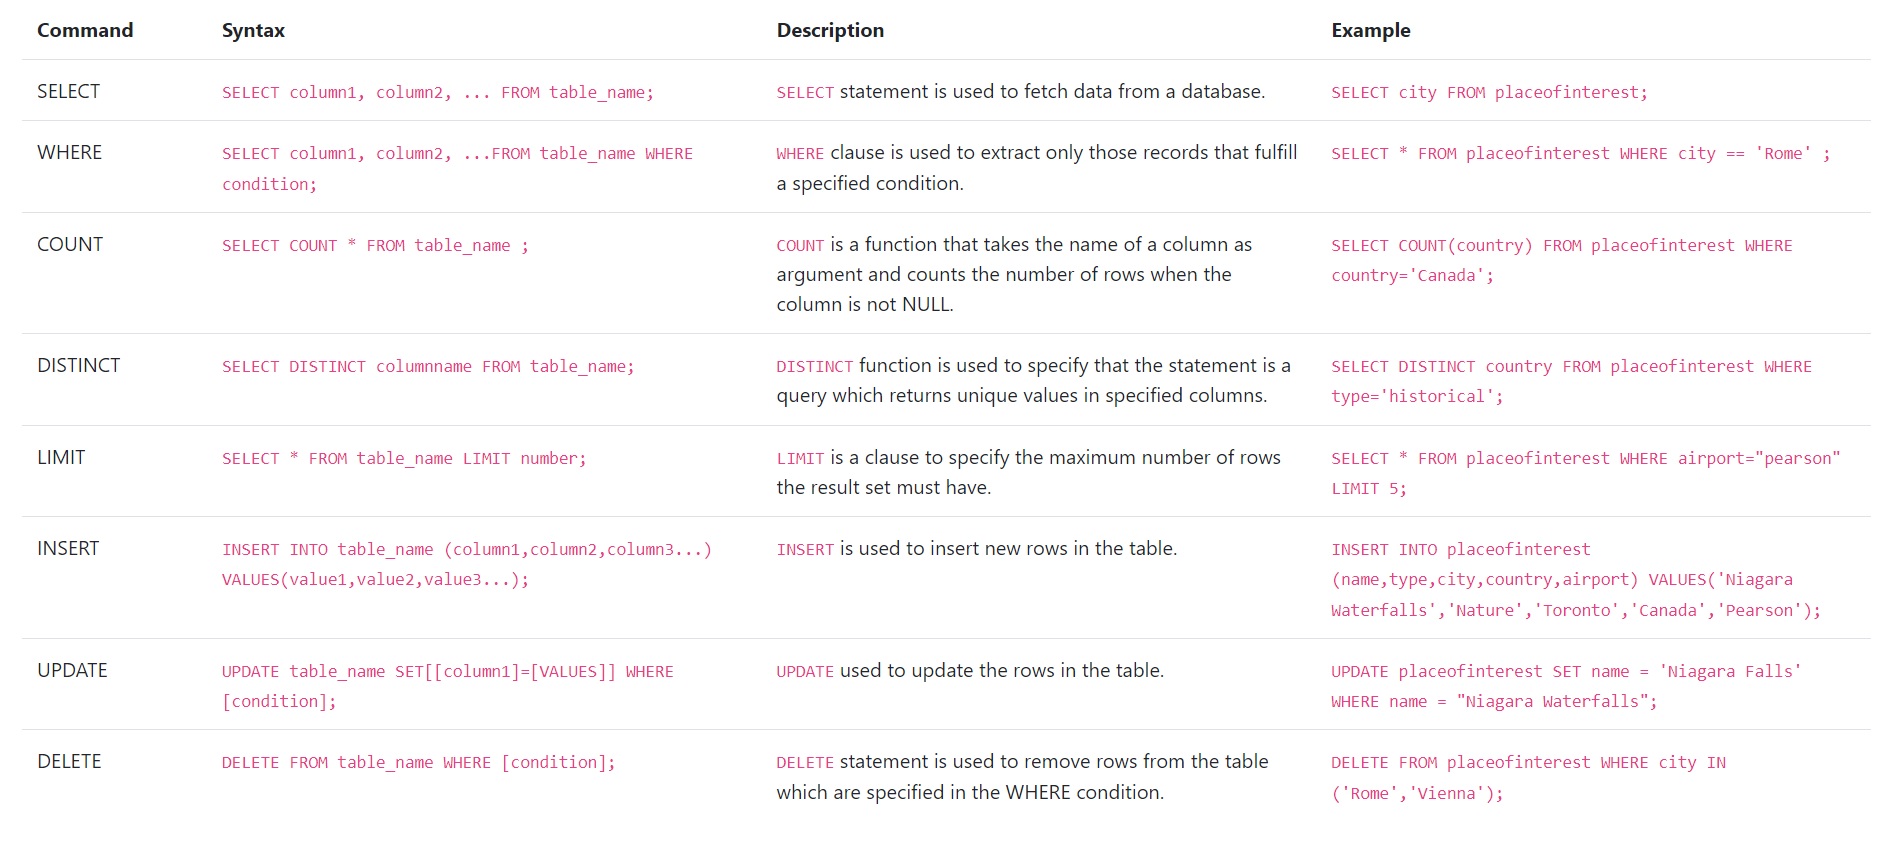 Command Syntax Description Example
SELECT SELECT column1, column2, ... FROM table_name; SELECT statement is used to fetch data from a database. SELECT city FROM placeofinterest;
WHERE SELECT column1, column2, ...FROM table_name WHERE WHERE clause is used to extract only those records that fulfill SELECT * FROM placeofinterest WHERE city == 'Rome' ;
condition; a specified condition.
COUNT SELECT COUNT * FROM table_name ; COUNT is a function that takes the name of a column as SELECT COUNT(country) FROM placeofinterest WHERE
argument and counts the number of rows when the country='Canada';
column is not NULL.
DISTINCT SELECT DISTINCT columnname FROM table_name; DISTINCT function is used to specify that the statement is a SELECT DISTINCT country FROM placeofinterest WHERE
query which returns unique values in specified columns. type='historical';
LIMIT SELECT * FROM table_name LIMIT number; LIMIT is a clause to specify the maximum number of rows SELECT * FROM placeofinterest WHERE airport="pearson"
the result set must have. LIMIT 5;
INSERT INSERT INTO table_name (column1,column2,column3...) INSERT is used to insert new rows in the table. INSERT INTO placeofinterest
VALUES(value1,value2,value3...); (name,type,city,country,airport) VALUES('Niagara
Waterfalls','Nature','Toronto','Canada','Pearson');
UPDATE UPDATE table_name SET[[column1]=[VALUES]] WHERE UPDATE used to update the rows in the table. UPDATE placeofinterest SET name = 'Niagara Falls'
[condition]; WHERE name = "Niagara Waterfalls";
DELETE DELETE FROM table_name WHERE [condition]; DELETE statement is used to remove rows from the table DELETE FROM placeofinterest WHERE city IN
which are specified in the WHERE condition. ('Rome','Vienna');